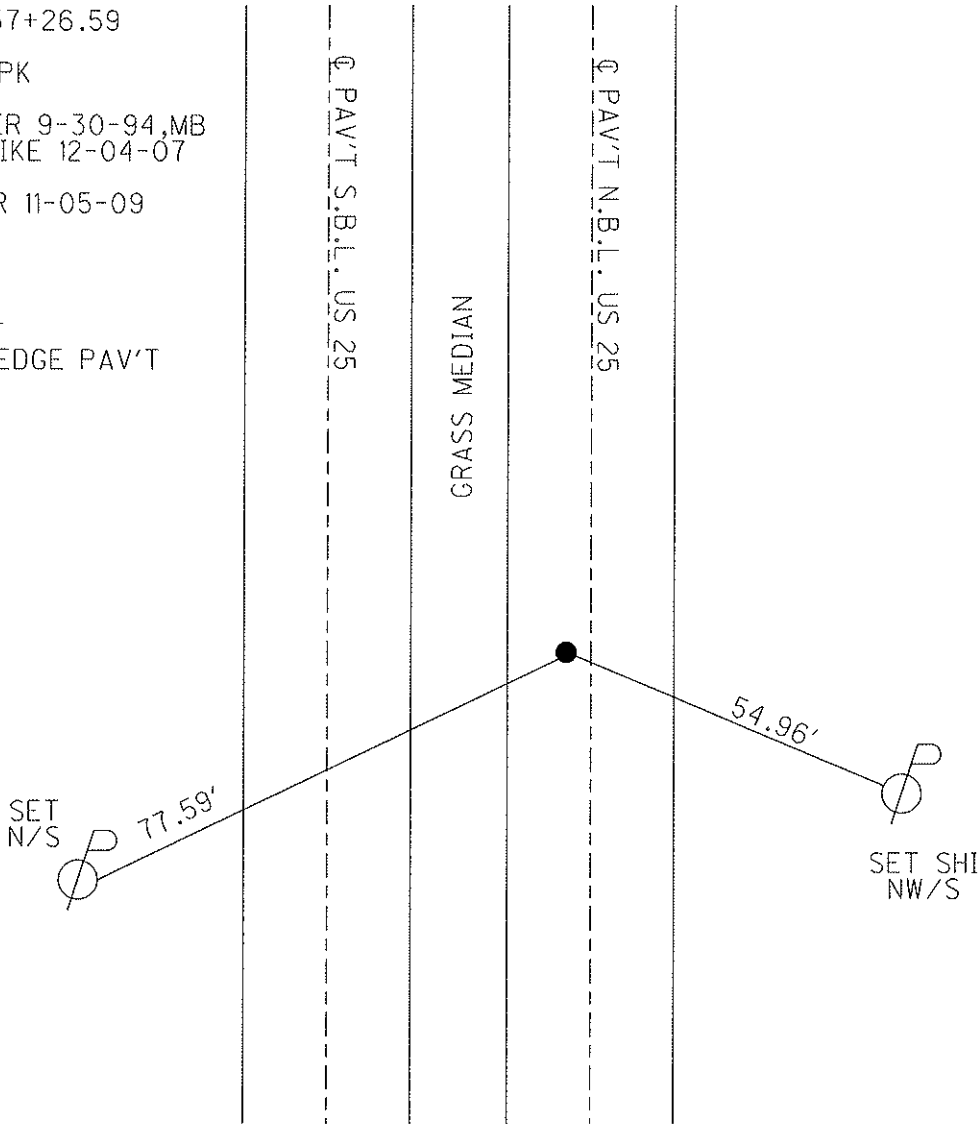 57+26.59
PK
ER 9-30-94,MB
IKE 12-04-07
R 11-05-09
EDGE PAV'T
℄ PAV'T S.B.L. US 25
GRASS MEDIAN
℄ PAV'T N.B.L. US 25
54.96'
77.59'
SET
N/S
SET SHI
NW/S